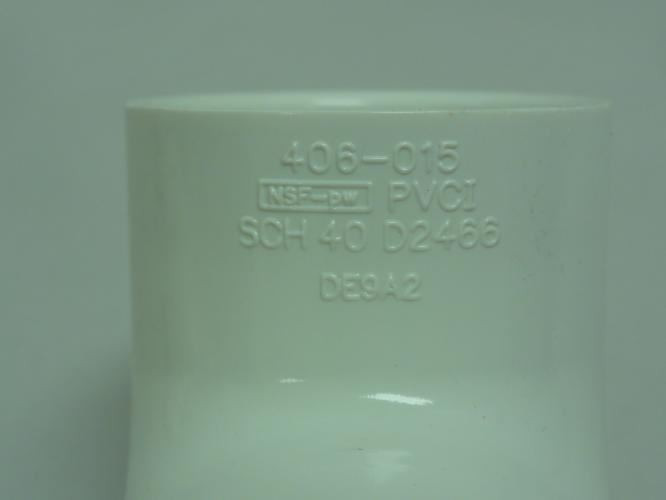 406-015
NSF-pw PVCI
SCH 40 D2466
DE9A2